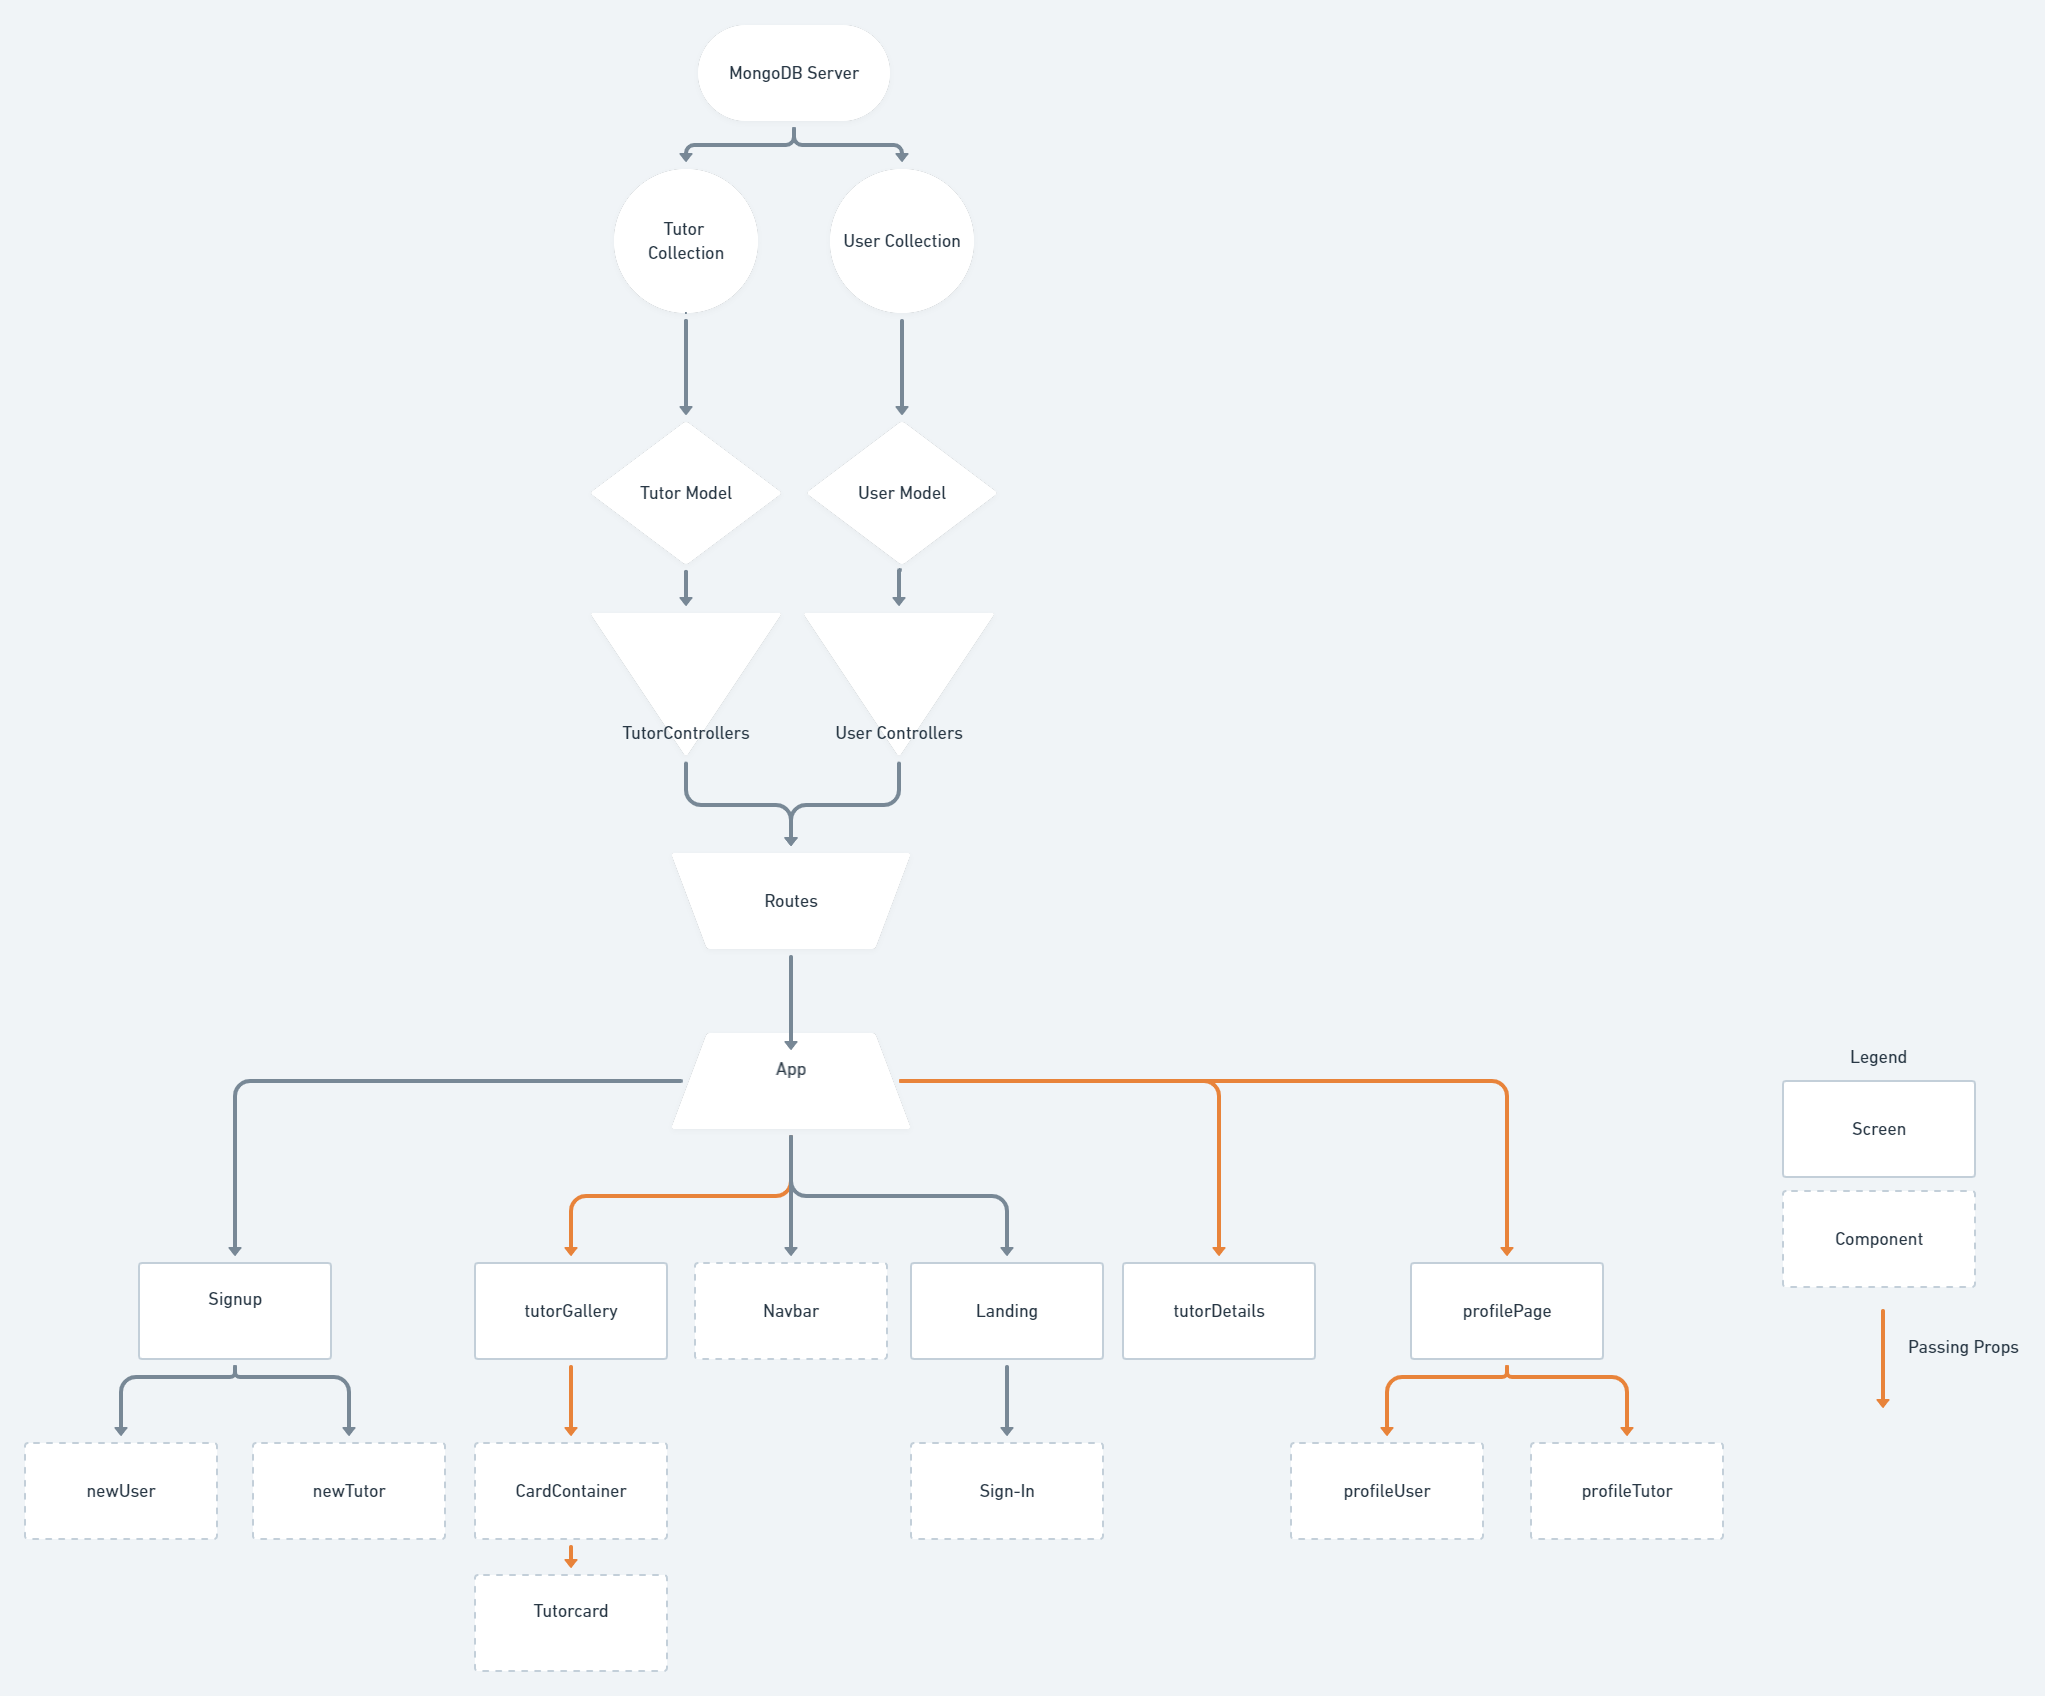 MongoDB Server
Tutor
Collection
User Collection
Tutor Model
User Model
TutorControllers
User Controllers
Routes
App
Legend
Screen
Component
Passing Props
Signup
tutorGallery
Navbar
Landing
tutorDetails
profilePage
newUser
newTutor
CardContainer
Sign-In
profileUser
profileTutor
Tutorcard